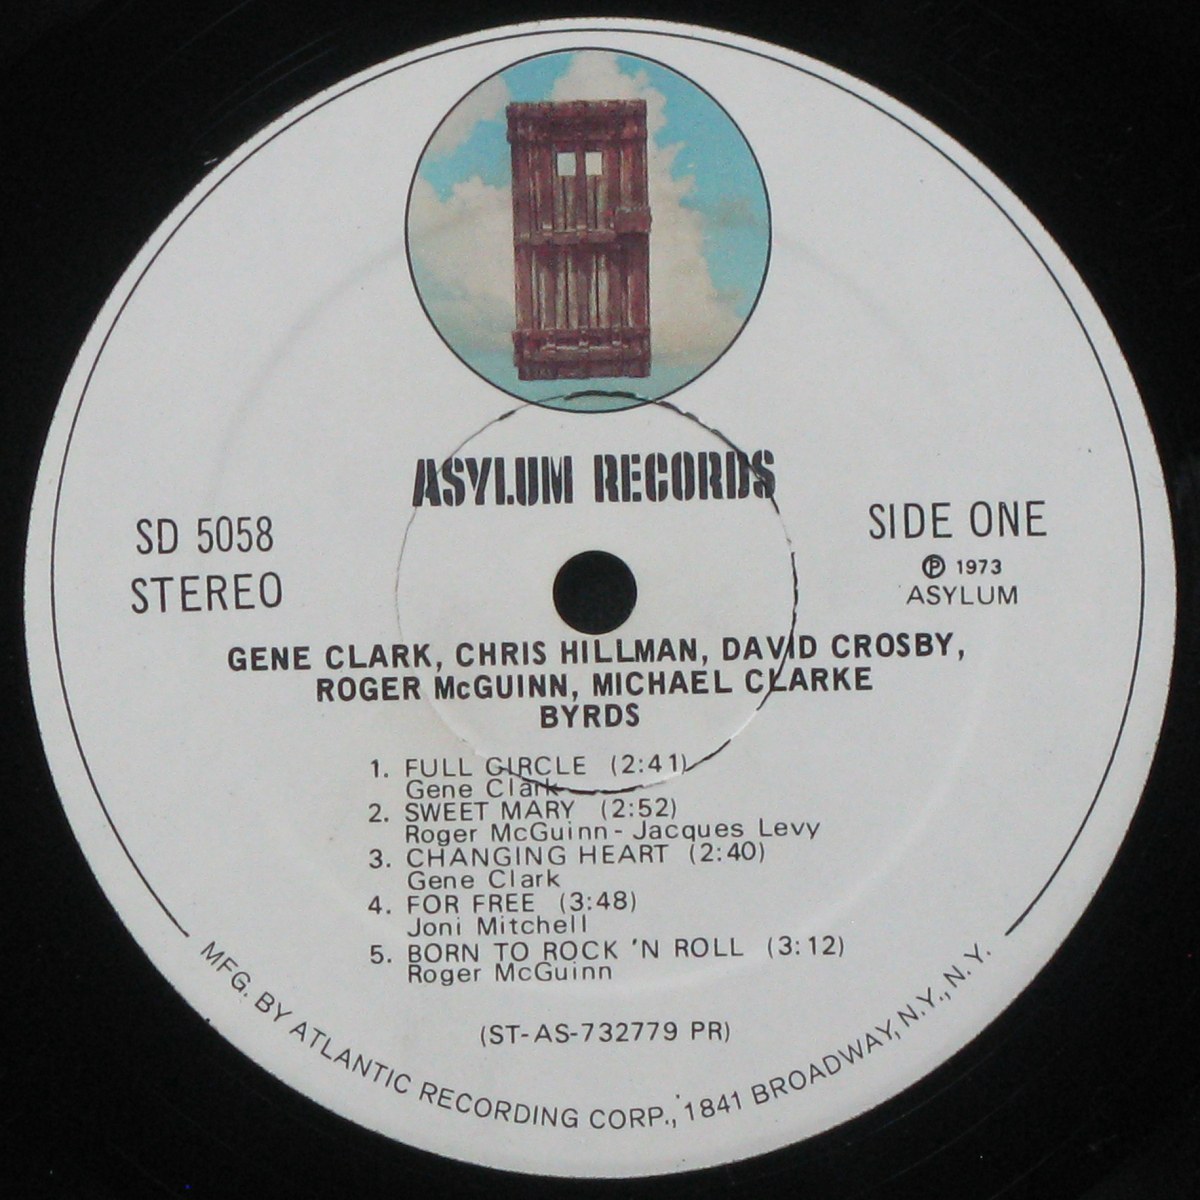 ASYLUM RECORDS
SD 5058
STEREO
SIDE ONE
Ⓟ 1973
ASYLUM
GENE CLARK, CHRIS HILLMAN, DAVID CROSBY,
ROGER McGUINN, MICHAEL CLARKE
BYRDS
1. FULL CIRCLE (2:41)
Gene Clark
2. SWEET MARY (2:52)
Roger McGuinn - Jacques Levy
3. CHANGING HEART (2:40)
Gene Clark
4. FOR FREE (3:48)
Joni Mitchell
5. BORN TO ROCK 'N ROLL (3:12)
Roger McGuinn
(ST-AS-732779 PR)
MFG. BY ATLANTIC RECORDING CORP., 1841 BROADWAY, N.Y., N.Y.